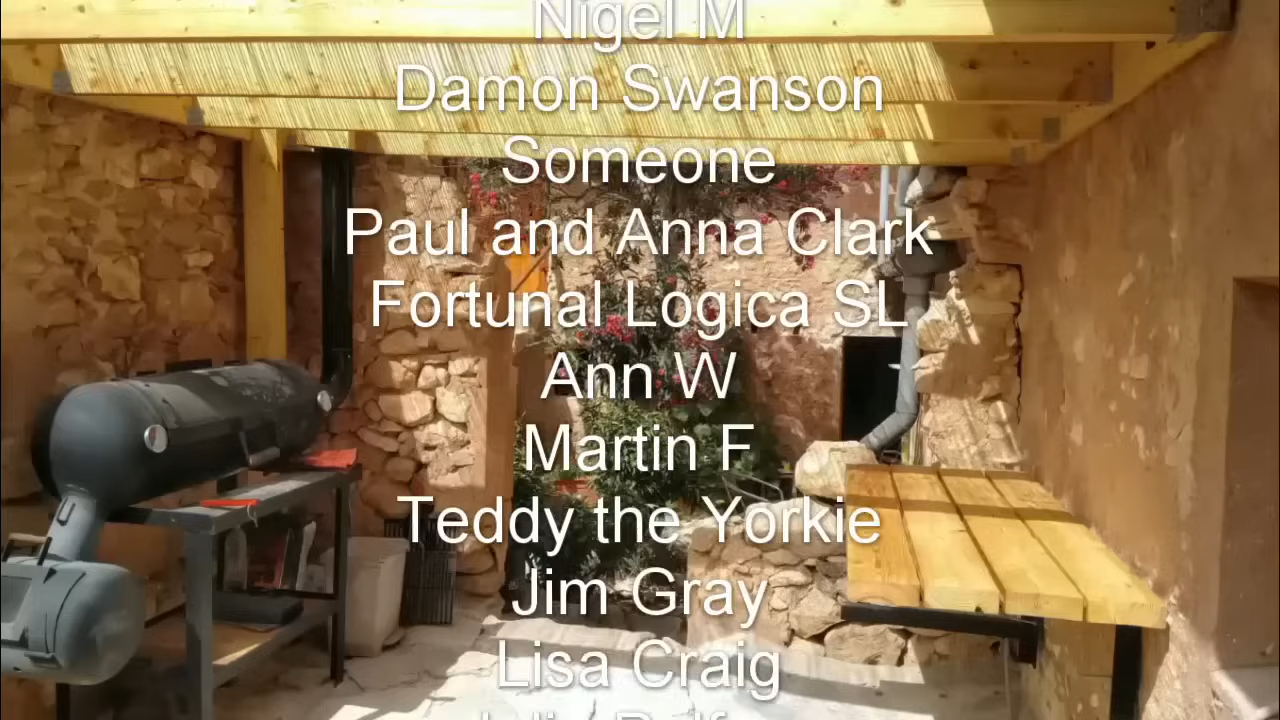 Nigel M
Damon Swanson
Someone
Paul and Anna Clark
Fortunal Logica SL
Ann W
Martin F
Teddy the Yorkie
Jim Gray
Lisa Craig